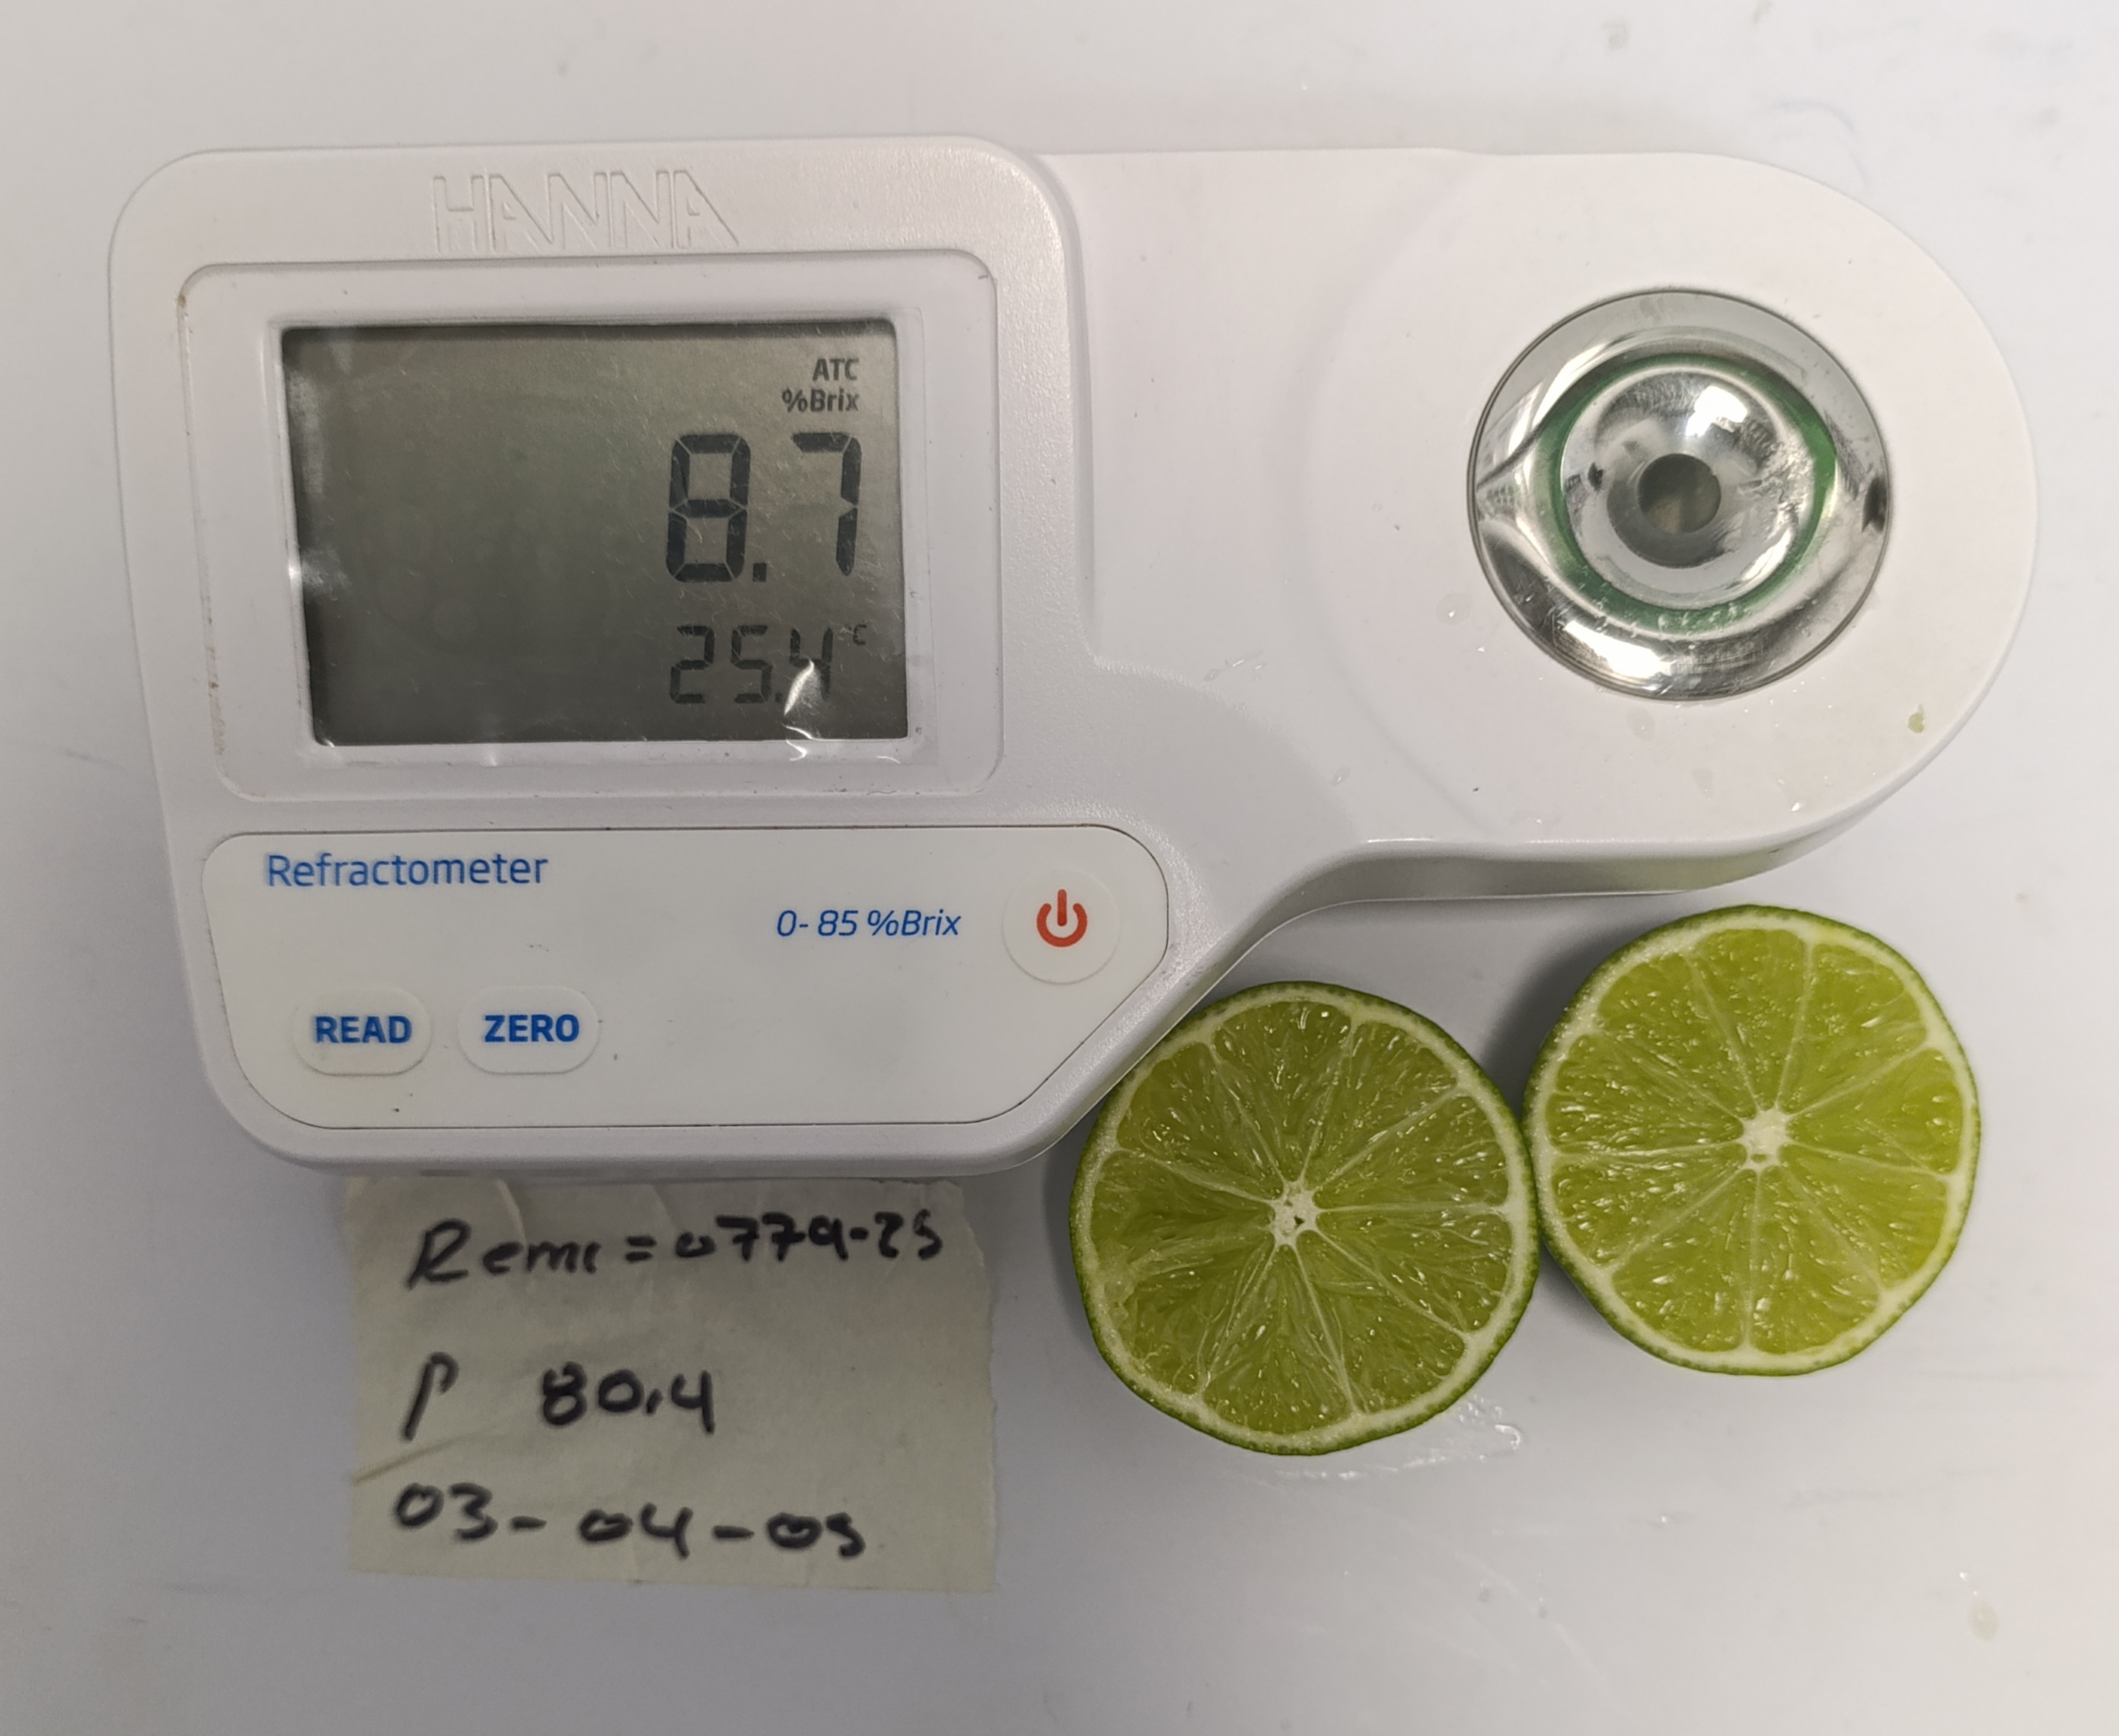 HANNA
ATC
%Brix
8.7
25.4°C
Refractometer
0-85 %Brix
READ
ZERO
Remi = 0779-25
P 80.4
03-04-05